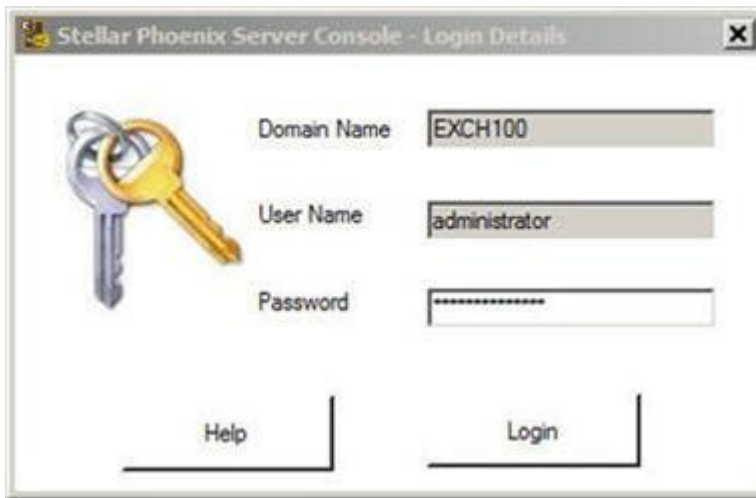 Stellar Phoenix Server Console - Login Details
Domain Name EXCH100
User Name administrator
Password ••••••••••••••
Help Login